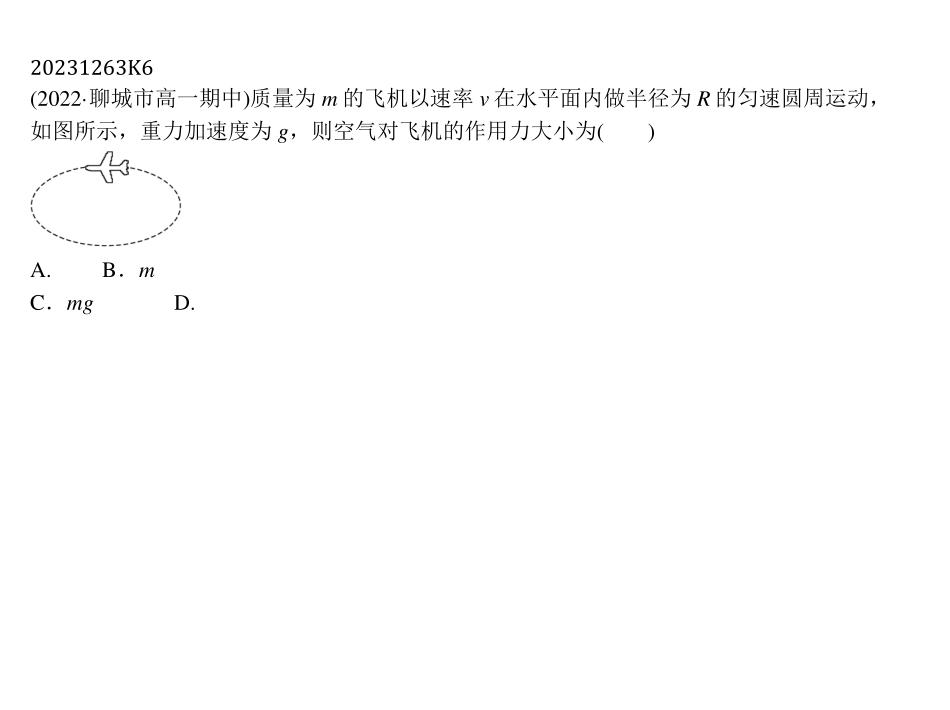 20231263K6
(2022·聊城市高一期中)质量为 m 的飞机以速率 v 在水平面内做半径为 R 的匀速圆周运动，
如图所示，重力加速度为 g，则空气对飞机的作用力大小为(　　)
A.　　B．m
C．mg　　　　D.